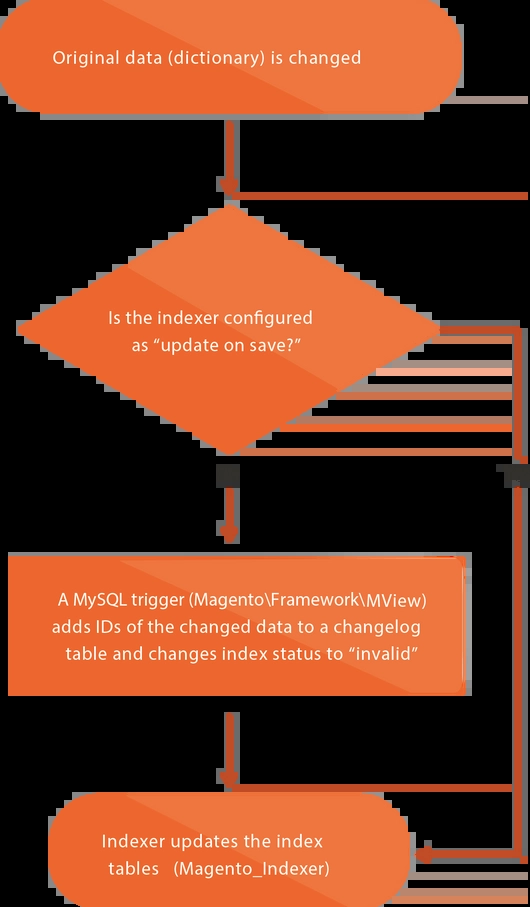 Original data (dictionary) is changed
Is the indexer configured
as “update on save?”
A MySQL trigger (Magento\Framework\MView)
adds IDs of the changed data to a changelog
table and changes index status to “invalid”
Indexer updates the index
tables (Magento_Indexer)